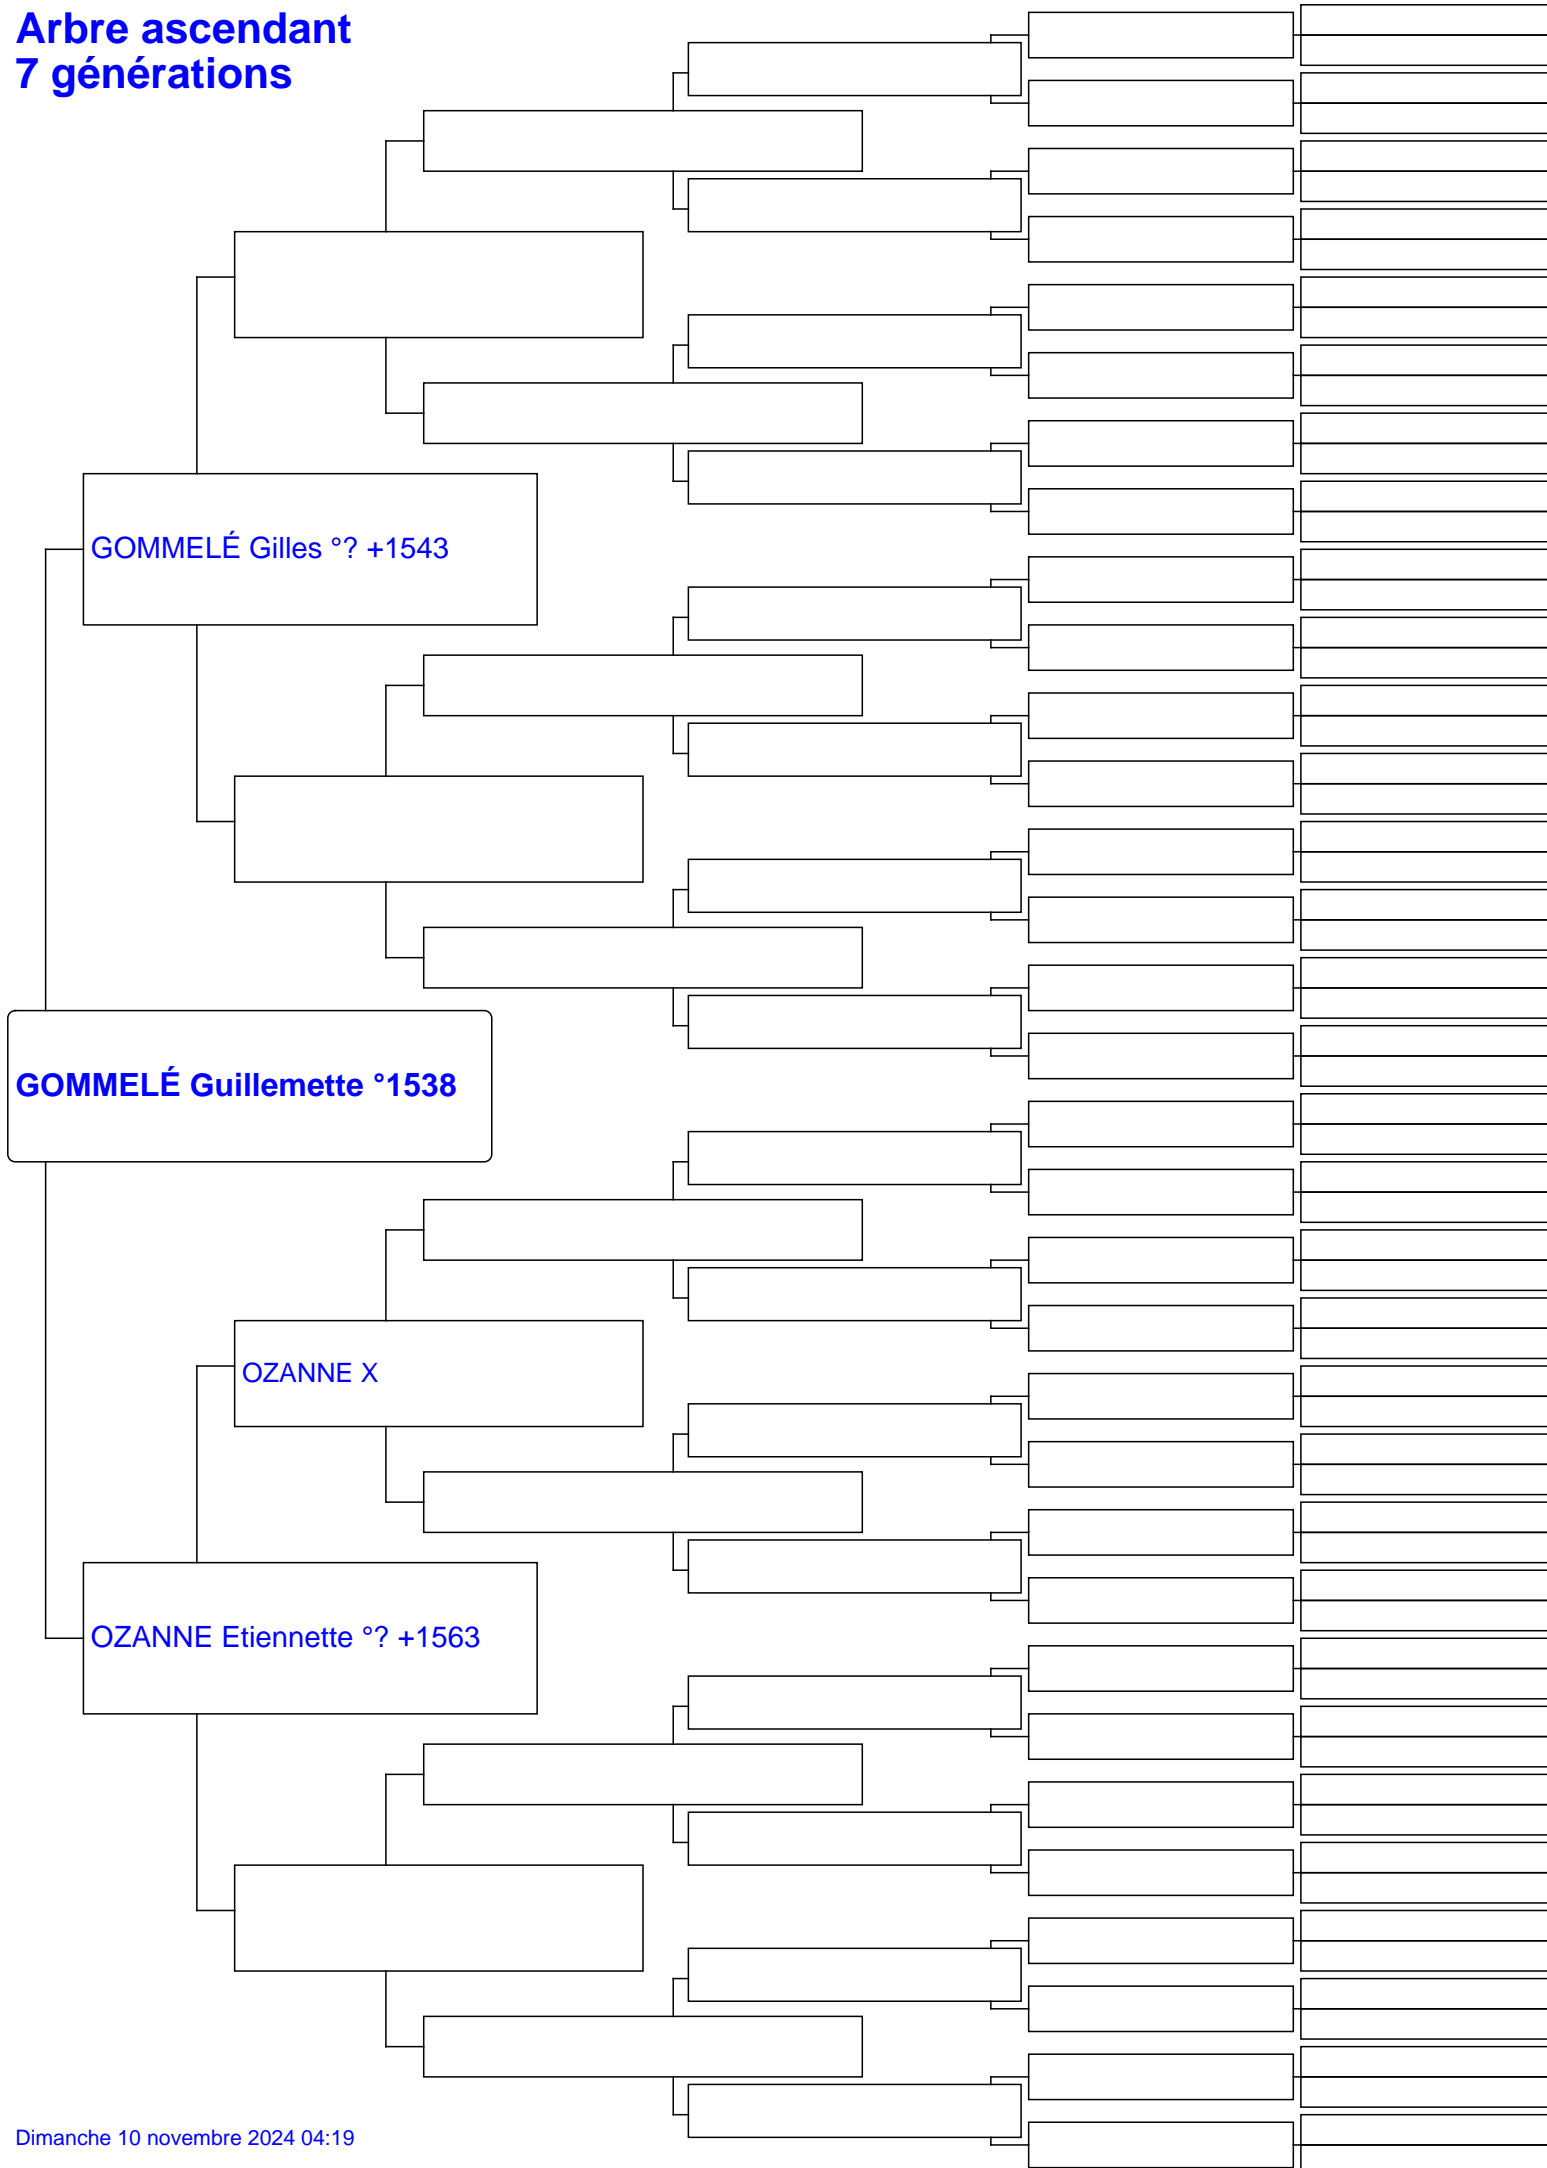 Arbre ascendant
7 générations
GOMMELÉ Gilles °? +1543
GOMMELÉ Guillemette °1538
OZANNE X
OZANNE Etiennette °? +1563
Dimanche 10 novembre 2024 04:19